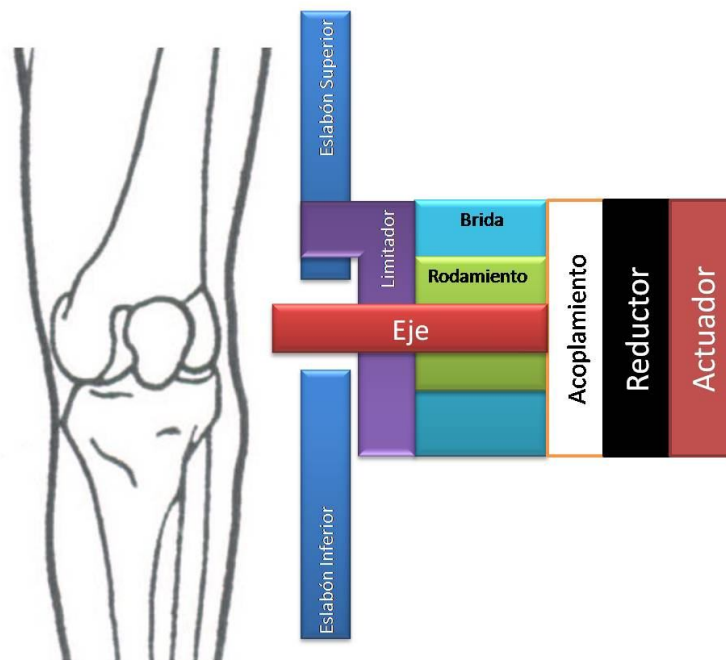 Eslabón Superior
Limitador
Brida
Rodamiento
Eje
Acoplamiento
Reductor
Actuador
Eslabón Inferior